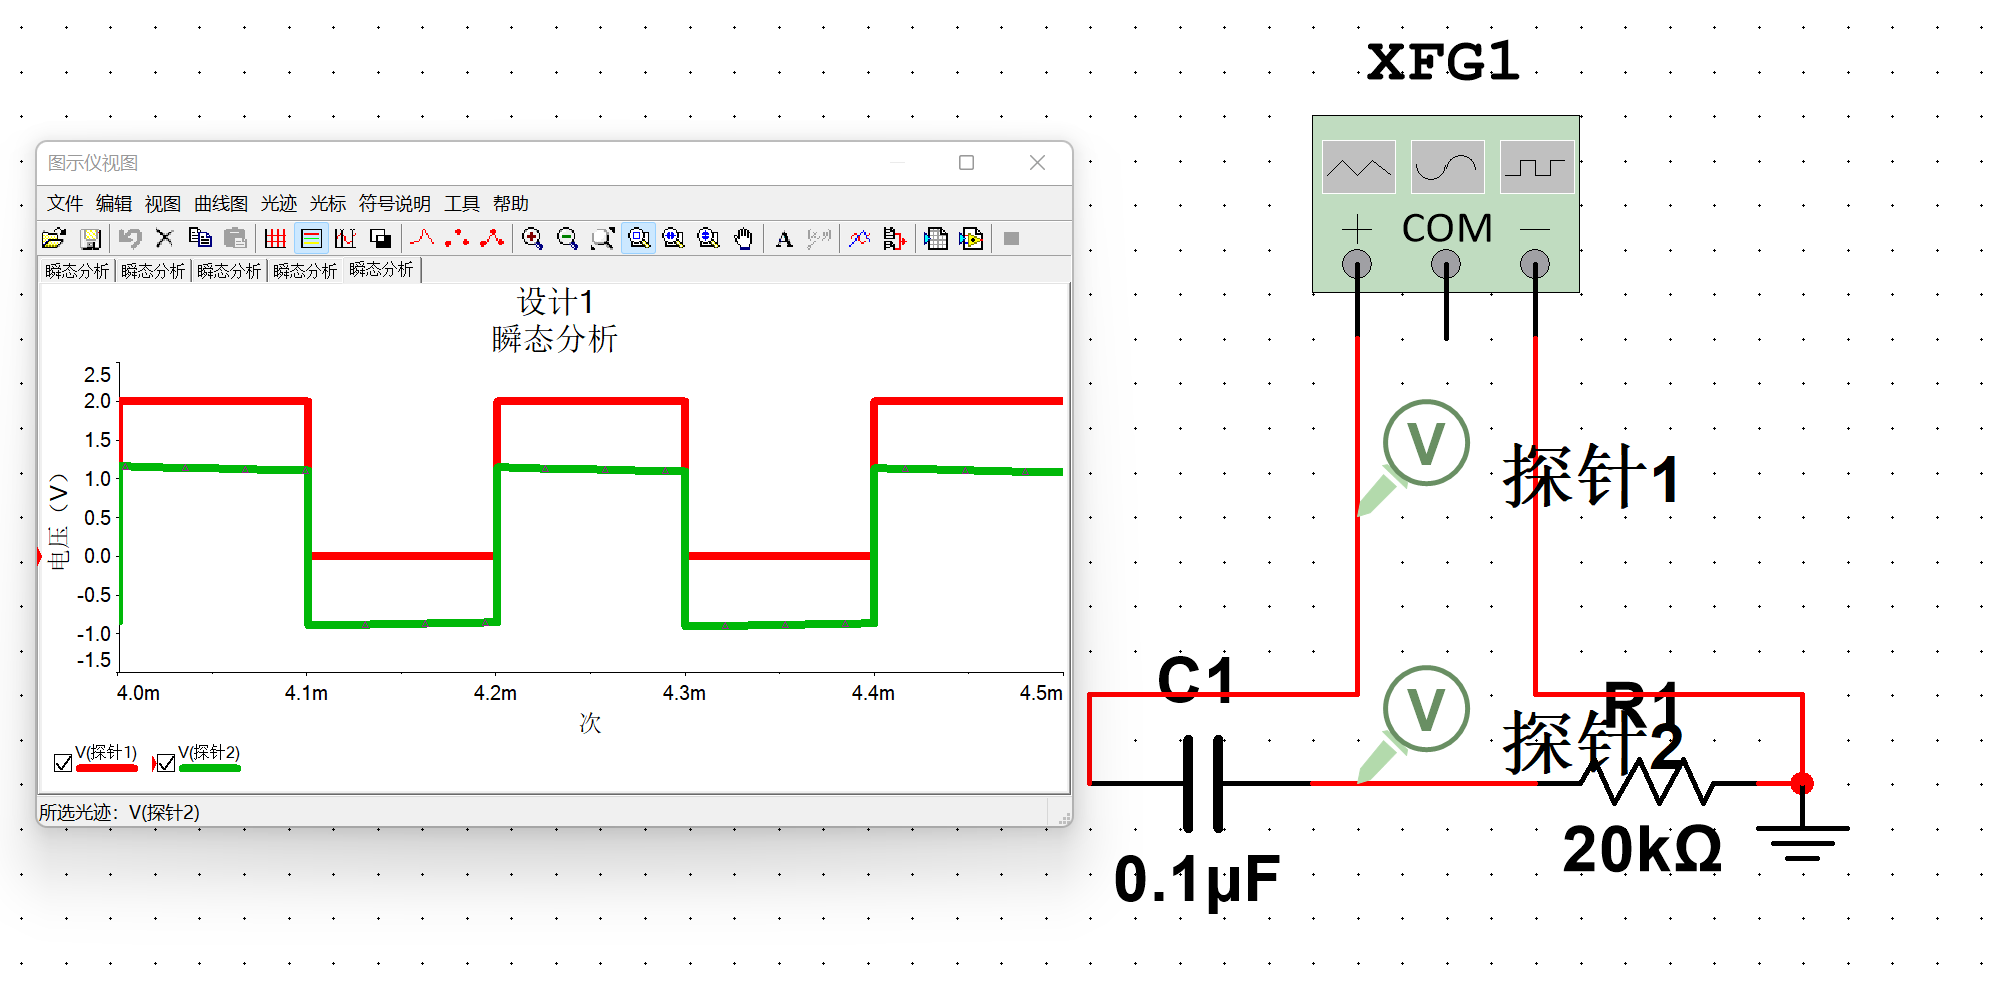 XFG1
COM
图示仪视图
文件 编辑 视图 曲线图 光迹 光标 符号说明 工具 帮助
A
瞬态分析 瞬态分析 瞬态分析 瞬态分析 瞬态分析
设计1
瞬态分析
2.5
2.0
1.5
1.0
0.5
0.0
-0.5
-1.0
-1.5
电压（V）
4.0m 4.1m 4.2m 4.3m 4.4m 4.5m
次
V(探针1) V(探针2)
所选光迹：V(探针2)
V
探针1
V
探针2
C1
0.1µF
R1
20kΩ